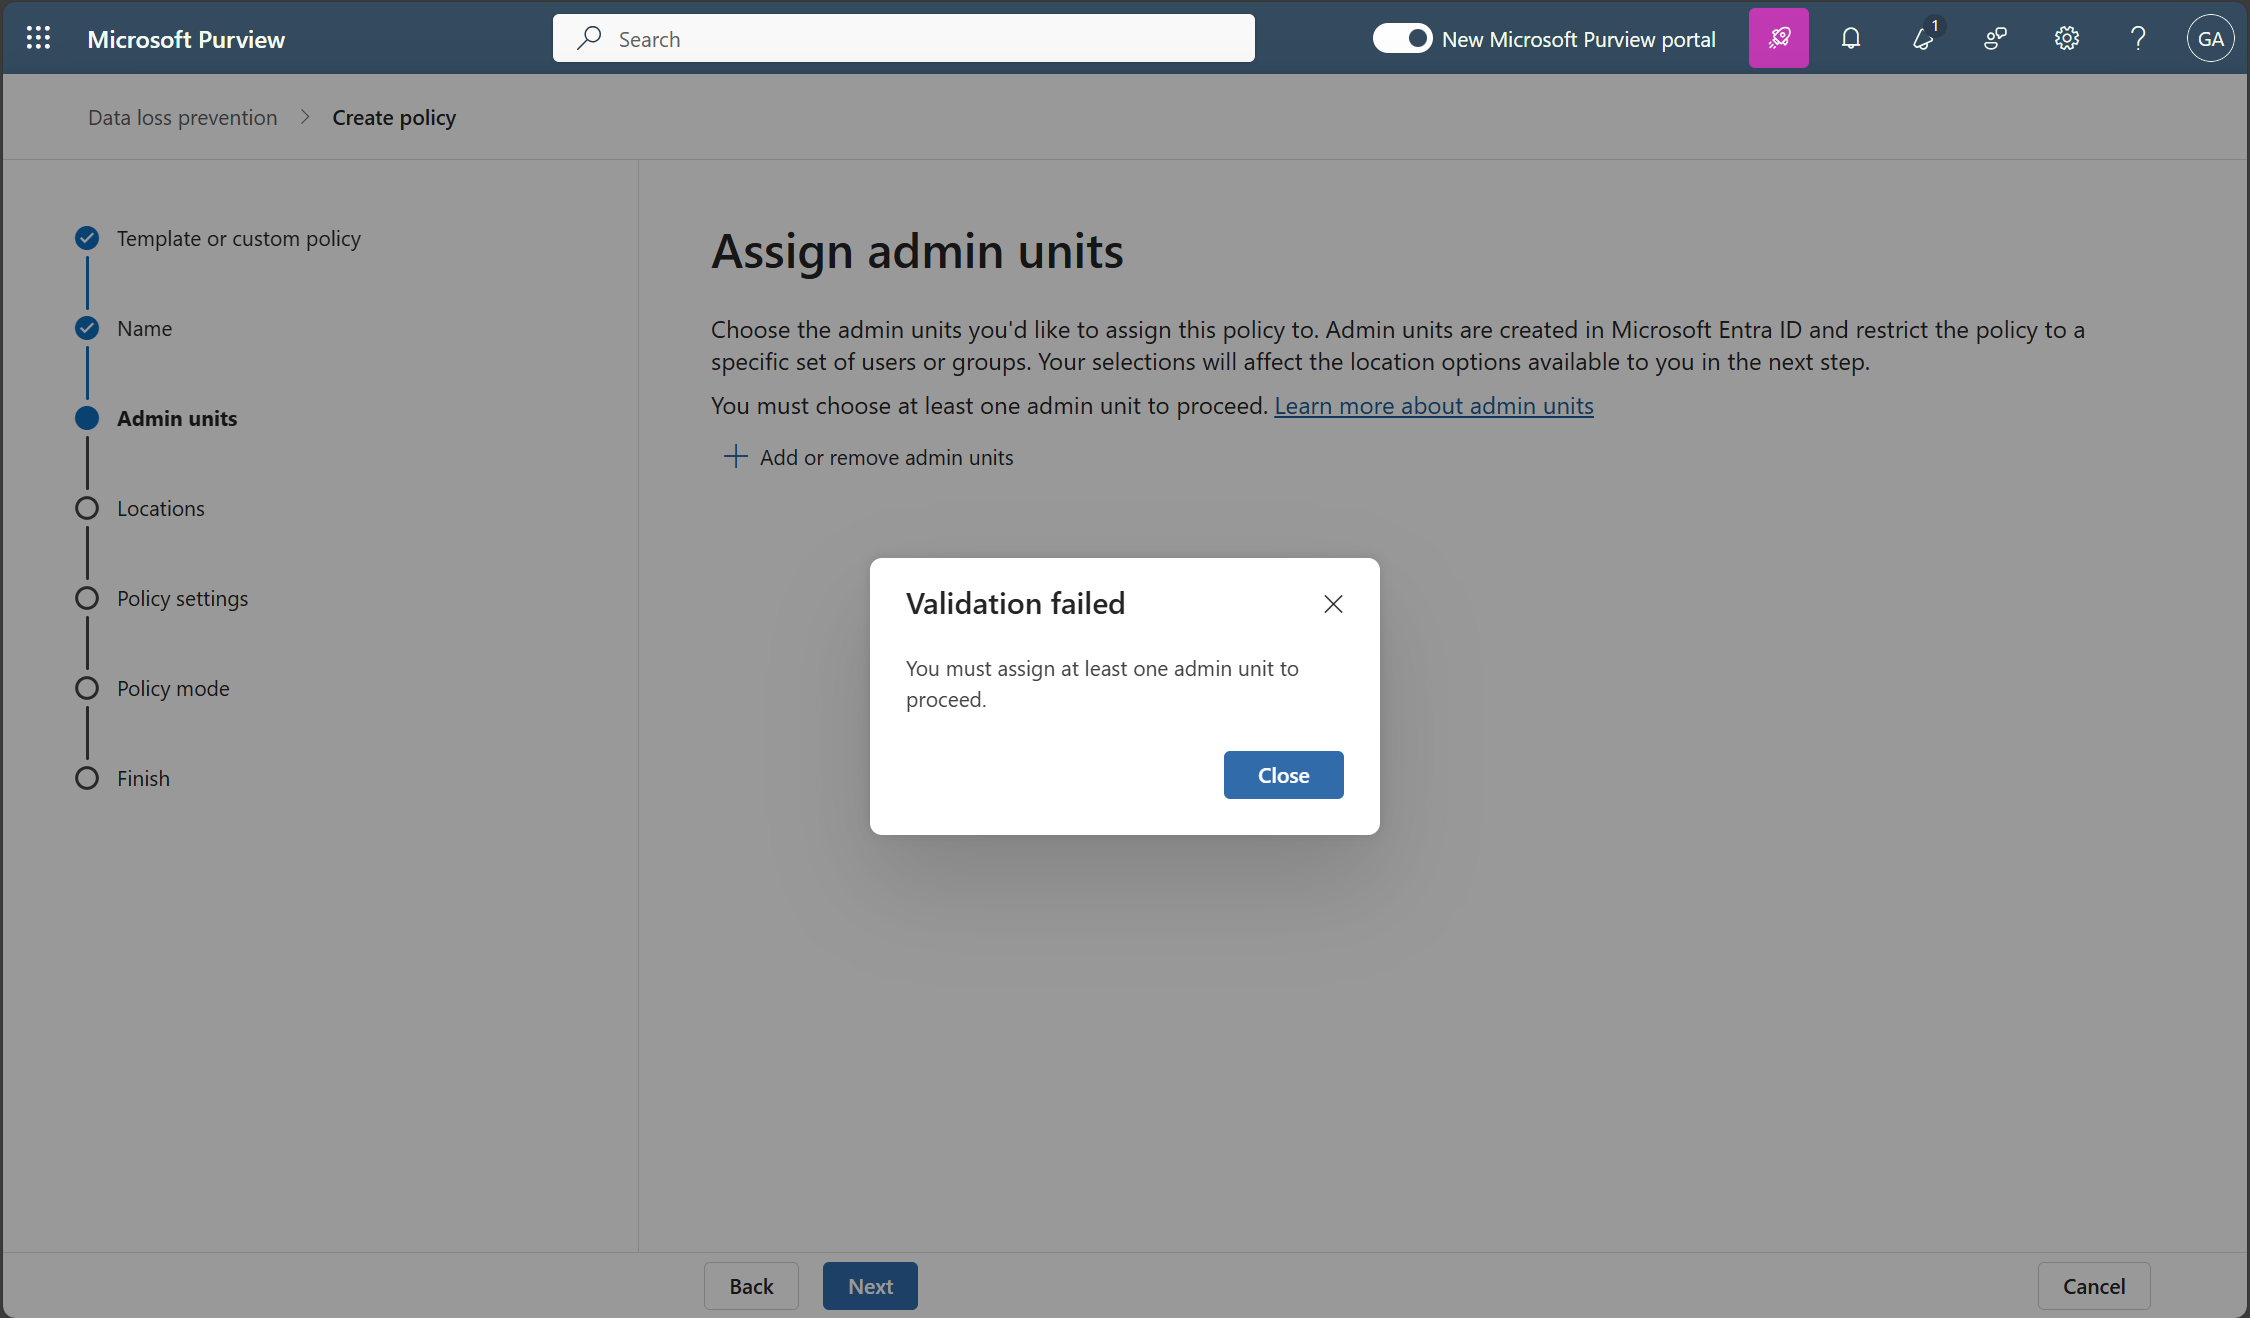 Microsoft Purview
Search
New Microsoft Purview portal
1
GA
Data loss prevention
Create policy
Template or custom policy
Name
Admin units
Locations
Policy settings
Policy mode
Finish
Assign admin units
Choose the admin units you'd like to assign this policy to. Admin units are created in Microsoft Entra ID and restrict the policy to a
specific set of users or groups. Your selections will affect the location options available to you in the next step.
You must choose at least one admin unit to proceed. Learn more about admin units
Add or remove admin units
Validation failed
You must assign at least one admin unit to
proceed.
Close
Back
Next
Cancel